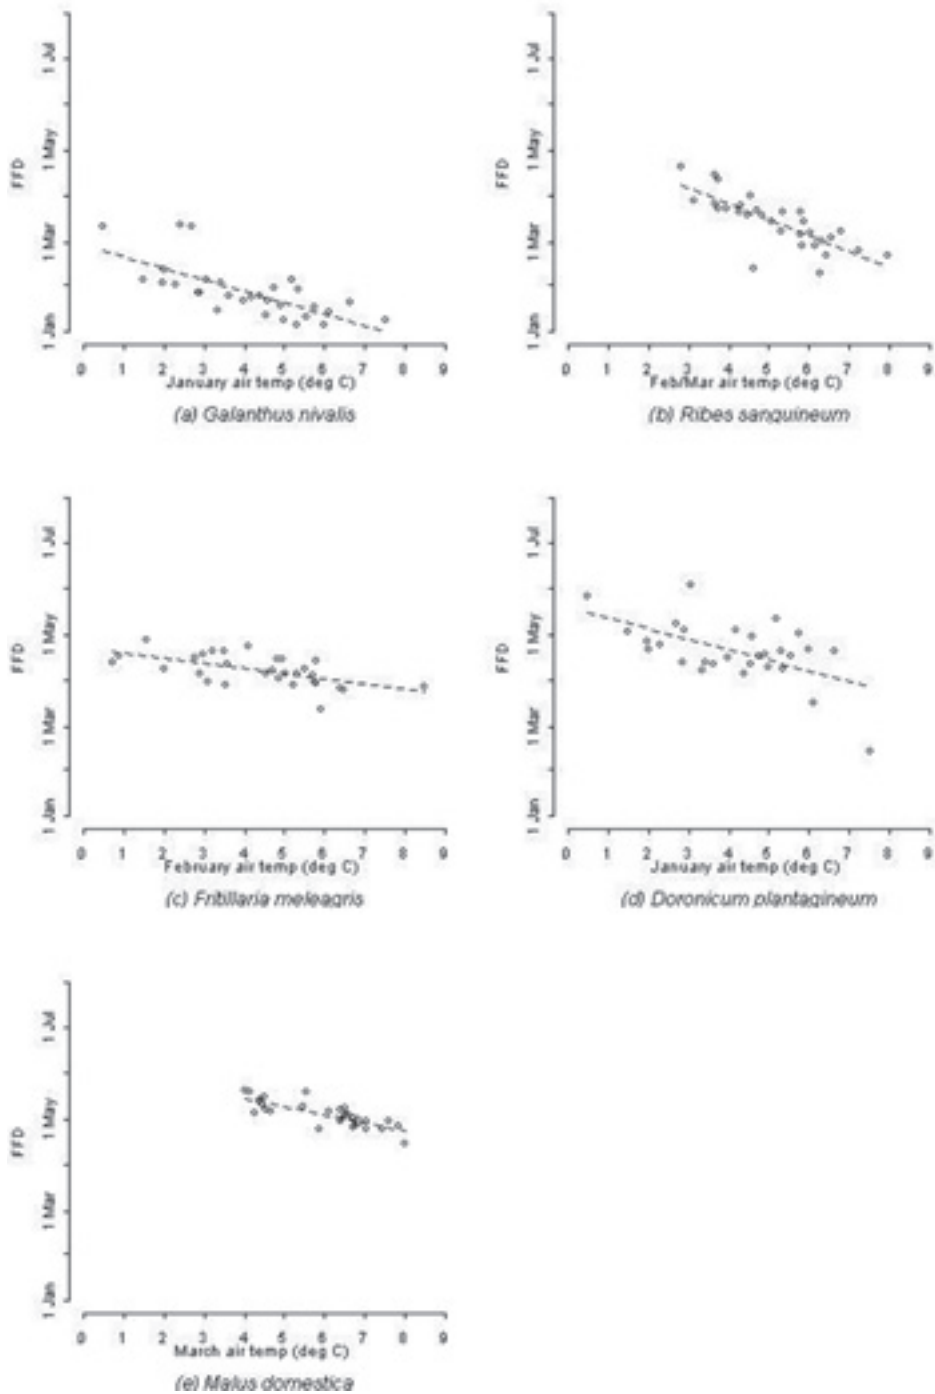 FFD
1 Jul
1 May
1 Mar
1 Jan
0 1 2 3 4 5 6 7 8 9
January air temp (deg C)
(a) Galanthus nivalis
FFD
1 Jul
1 May
1 Mar
1 Jan
0 1 2 3 4 5 6 7 8 9
Feb/Mar air temp (deg C)
(b) Ribes sanquineum
FFD
1 Jul
1 May
1 Mar
1 Jan
0 1 2 3 4 5 6 7 8 9
February air temp (deg C)
(c) Fritillaria meleagris
FFD
1 Jul
1 May
1 Mar
1 Jan
0 1 2 3 4 5 6 7 8 9
January air temp (deg C)
(d) Doronicum plantagineum
FFD
1 Jul
1 May
1 Mar
1 Jan
0 1 2 3 4 5 6 7 8 9
March air temp (deg C)
(e) Malus domestica